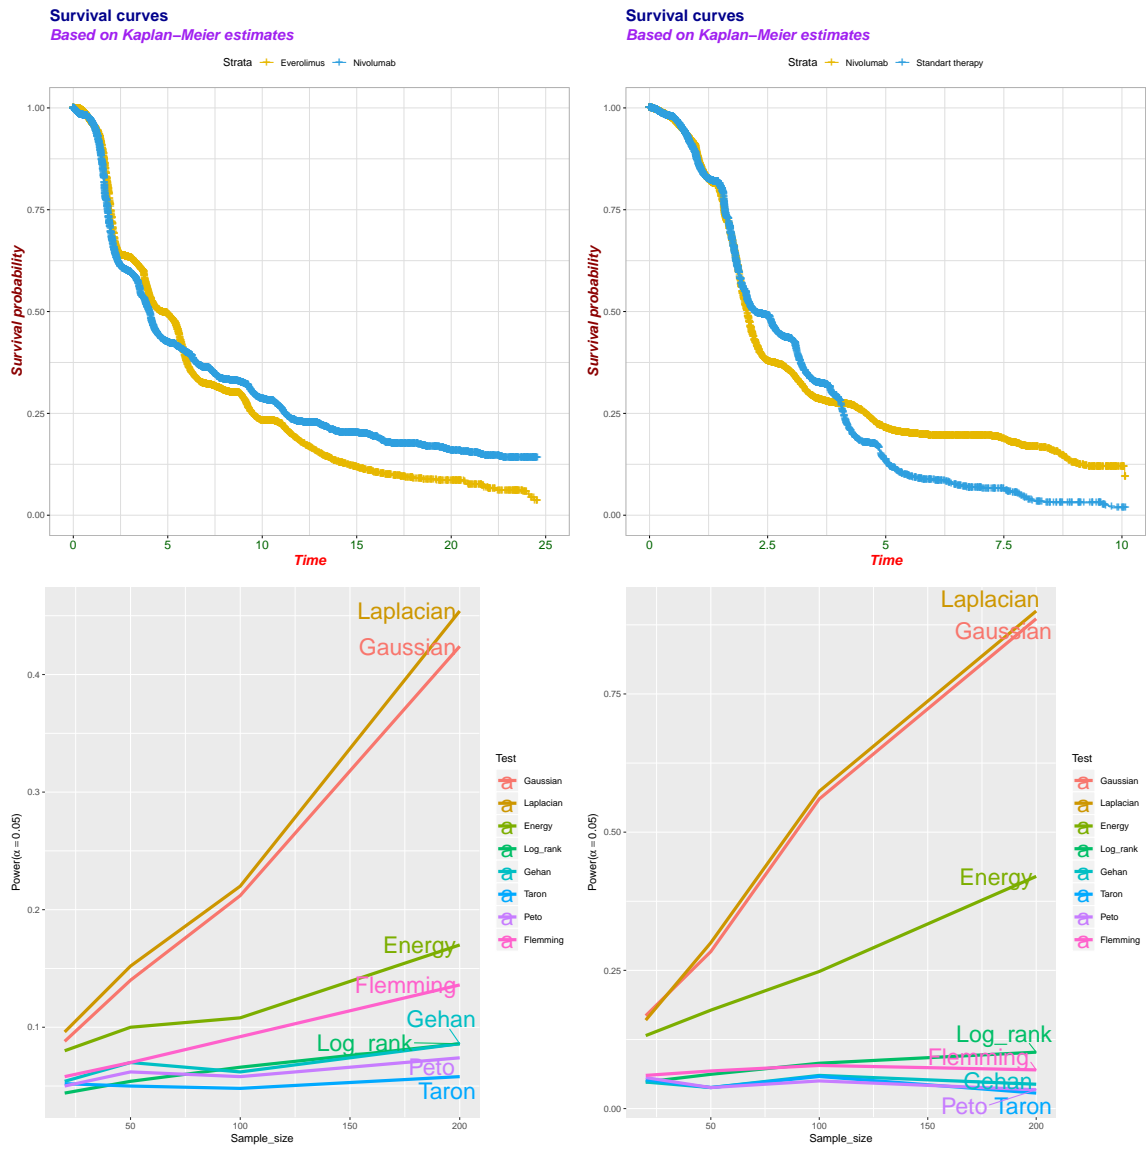 Survival curves
Based on Kaplan–Meier estimates
Strata Everolimus Nivolumab
1.00
0.75
0.50
0.25
0.00
Survival probability
0 5 10 15 20 25
Time
Survival curves
Based on Kaplan–Meier estimates
Strata Nivolumab Standart therapy
1.00
0.75
0.50
0.25
0.00
Survival probability
0 2.5 5 7.5 10
Time
Laplacian
Gaussian
Energy
Flemming
Gehan
Log_rank
Peto
Taron
0.4
0.3
0.2
0.1
Power(α = 0.05)
50 100 150 200
Sample_size
Test
a Gaussian
a Laplacian
a Energy
a Log_rank
a Gehan
a Taron
a Peto
a Flemming
Laplacian
Gaussian
Energy
Log_rank
Flemming
Gehan
Peto Taron
0.75
0.50
0.25
0.00
Power(α = 0.05)
50 100 150 200
Sample_size
Test
a Gaussian
a Laplacian
a Energy
a Log_rank
a Gehan
a Taron
a Peto
a Flemming